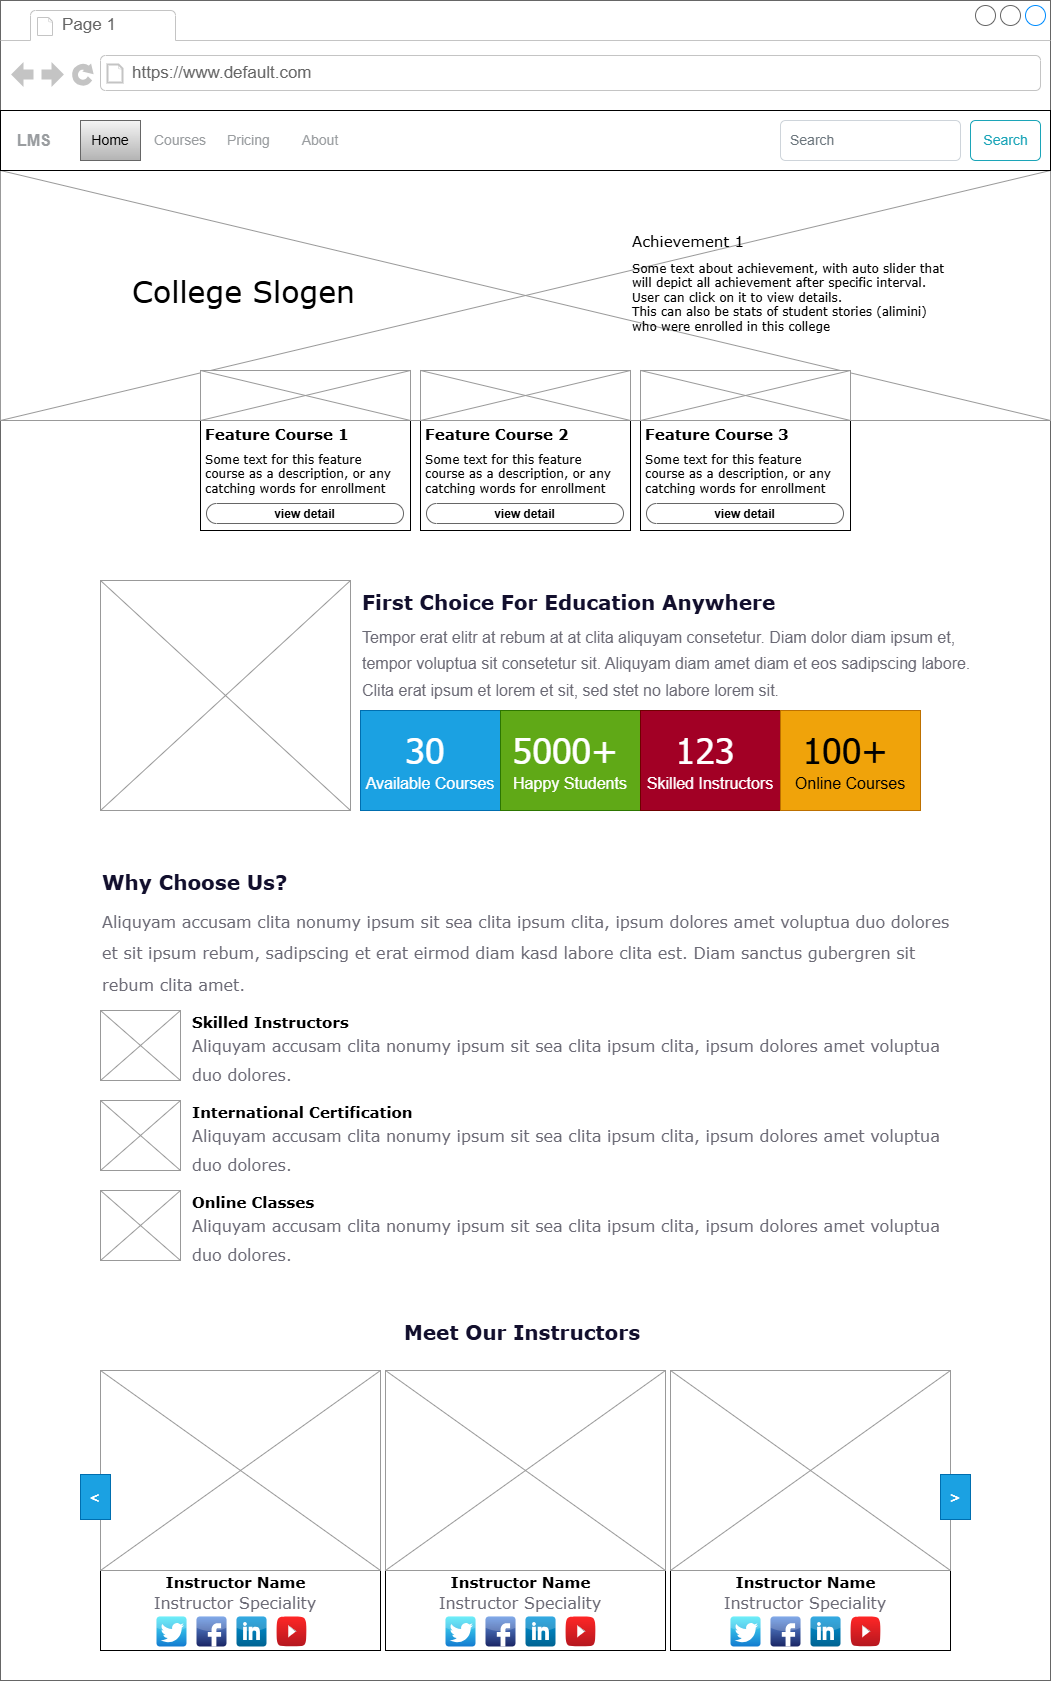 Page 1
https://www.default.com
LMS Home Courses Pricing About Search Search
College Slogen
Achievement 1
Some text about achievement, with auto slider that
will depict all achievement after specific interval.
User can click on it to view details.
This can also be stats of student stories (alimini)
who were enrolled in this college
Feature Course 1
Some text for this feature
course as a description, or any
catching words for enrollment
view detail
Feature Course 2
Some text for this feature
course as a description, or any
catching words for enrollment
view detail
Feature Course 3
Some text for this feature
course as a description, or any
catching words for enrollment
view detail
First Choice For Education Anywhere
Tempor erat elitr at rebum at at clita aliquyam consetetur. Diam dolor diam ipsum et,
tempor voluptua sit consetetur sit. Aliquyam diam amet diam et eos sadipscing labore.
Clita erat ipsum et lorem et sit, sed stet no labore lorem sit.
30
Available Courses
5000+
Happy Students
123
Skilled Instructors
100+
Online Courses
Why Choose Us?
Aliquyam accusam clita nonumy ipsum sit sea clita ipsum clita, ipsum dolores amet voluptua duo dolores
et sit ipsum rebum, sadipscing et erat eirmod diam kasd labore clita est. Diam sanctus gubergren sit
rebum clita amet.
Skilled Instructors
Aliquyam accusam clita nonumy ipsum sit sea clita ipsum clita, ipsum dolores amet voluptua
duo dolores.
International Certification
Aliquyam accusam clita nonumy ipsum sit sea clita ipsum clita, ipsum dolores amet voluptua
duo dolores.
Online Classes
Aliquyam accusam clita nonumy ipsum sit sea clita ipsum clita, ipsum dolores amet voluptua
duo dolores.
Meet Our Instructors
< >
Instructor Name
Instructor Speciality
in
Instructor Name
Instructor Speciality
in
Instructor Name
Instructor Speciality
in